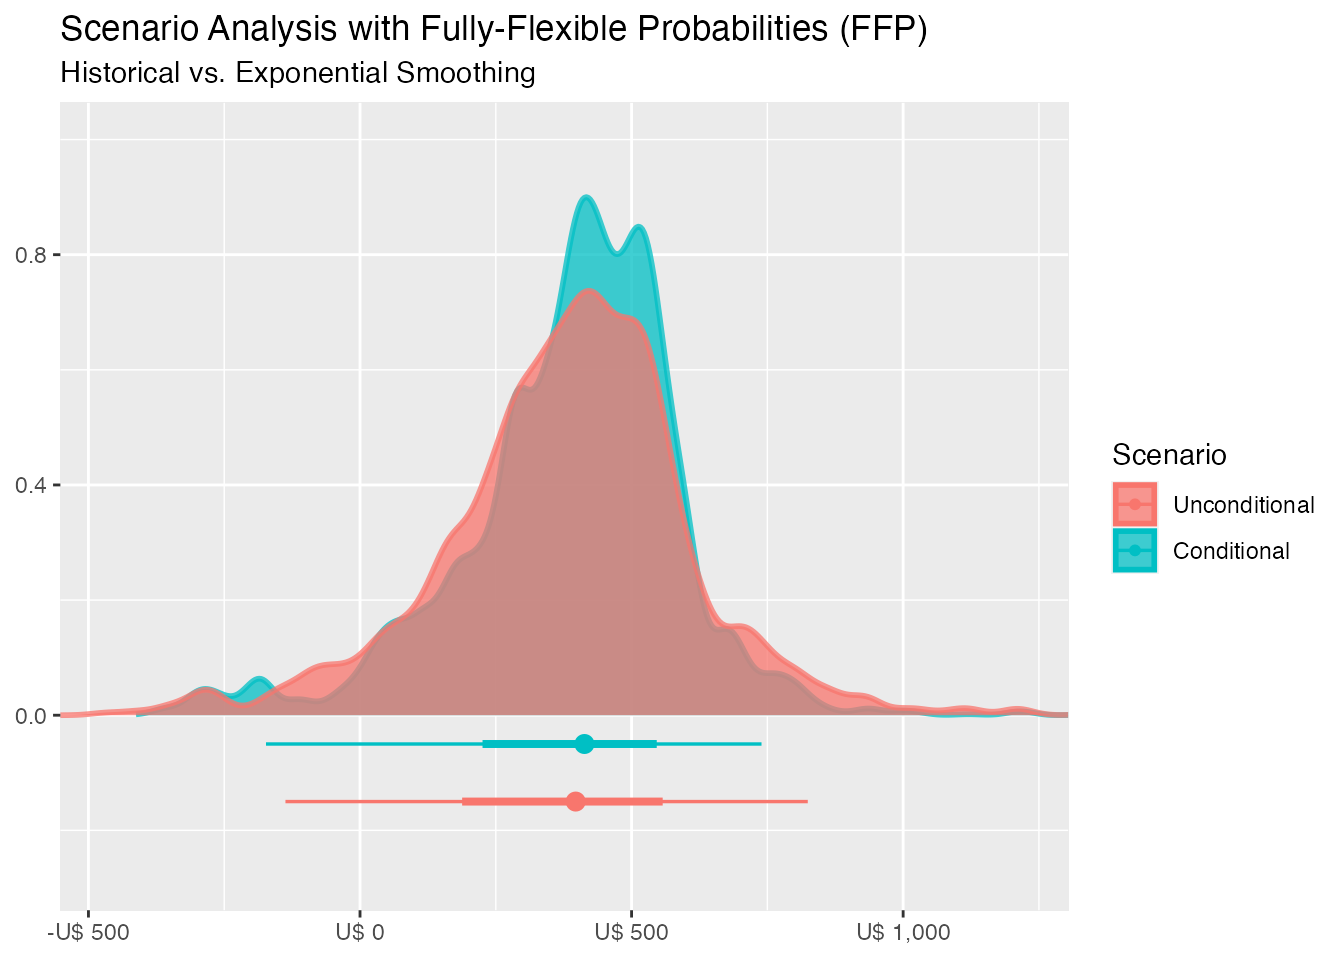 Scenario Analysis with Fully-Flexible Probabilities (FFP)
Historical vs. Exponential Smoothing
0.8
0.4
0.0
-U$ 500
U$ 0
U$ 500
U$ 1,000
Scenario
Unconditional
Conditional